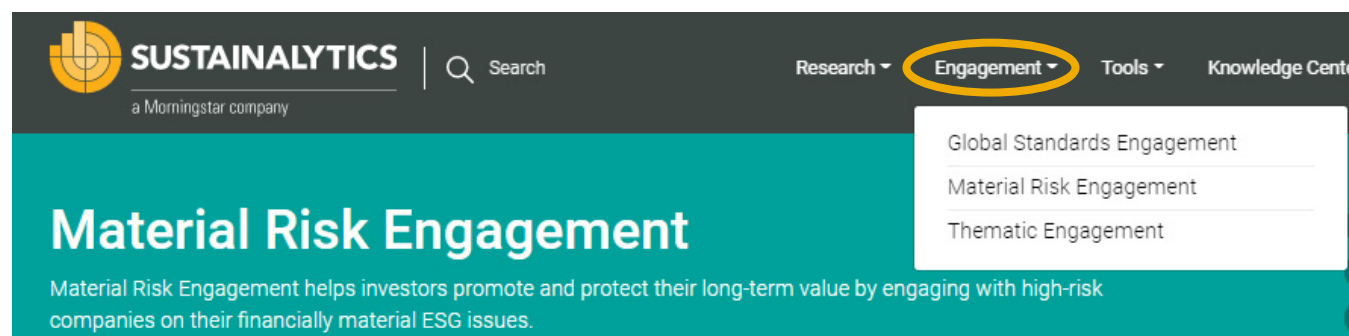 SUSTAINALYTICS
a Morningstar company
Search
Research
Engagement
Tools
Knowledge Cent
Global Standards Engagement
Material Risk Engagement
Thematic Engagement
Material Risk Engagement
Material Risk Engagement helps investors promote and protect their long-term value by engaging with high-risk
companies on their financially material ESG issues.